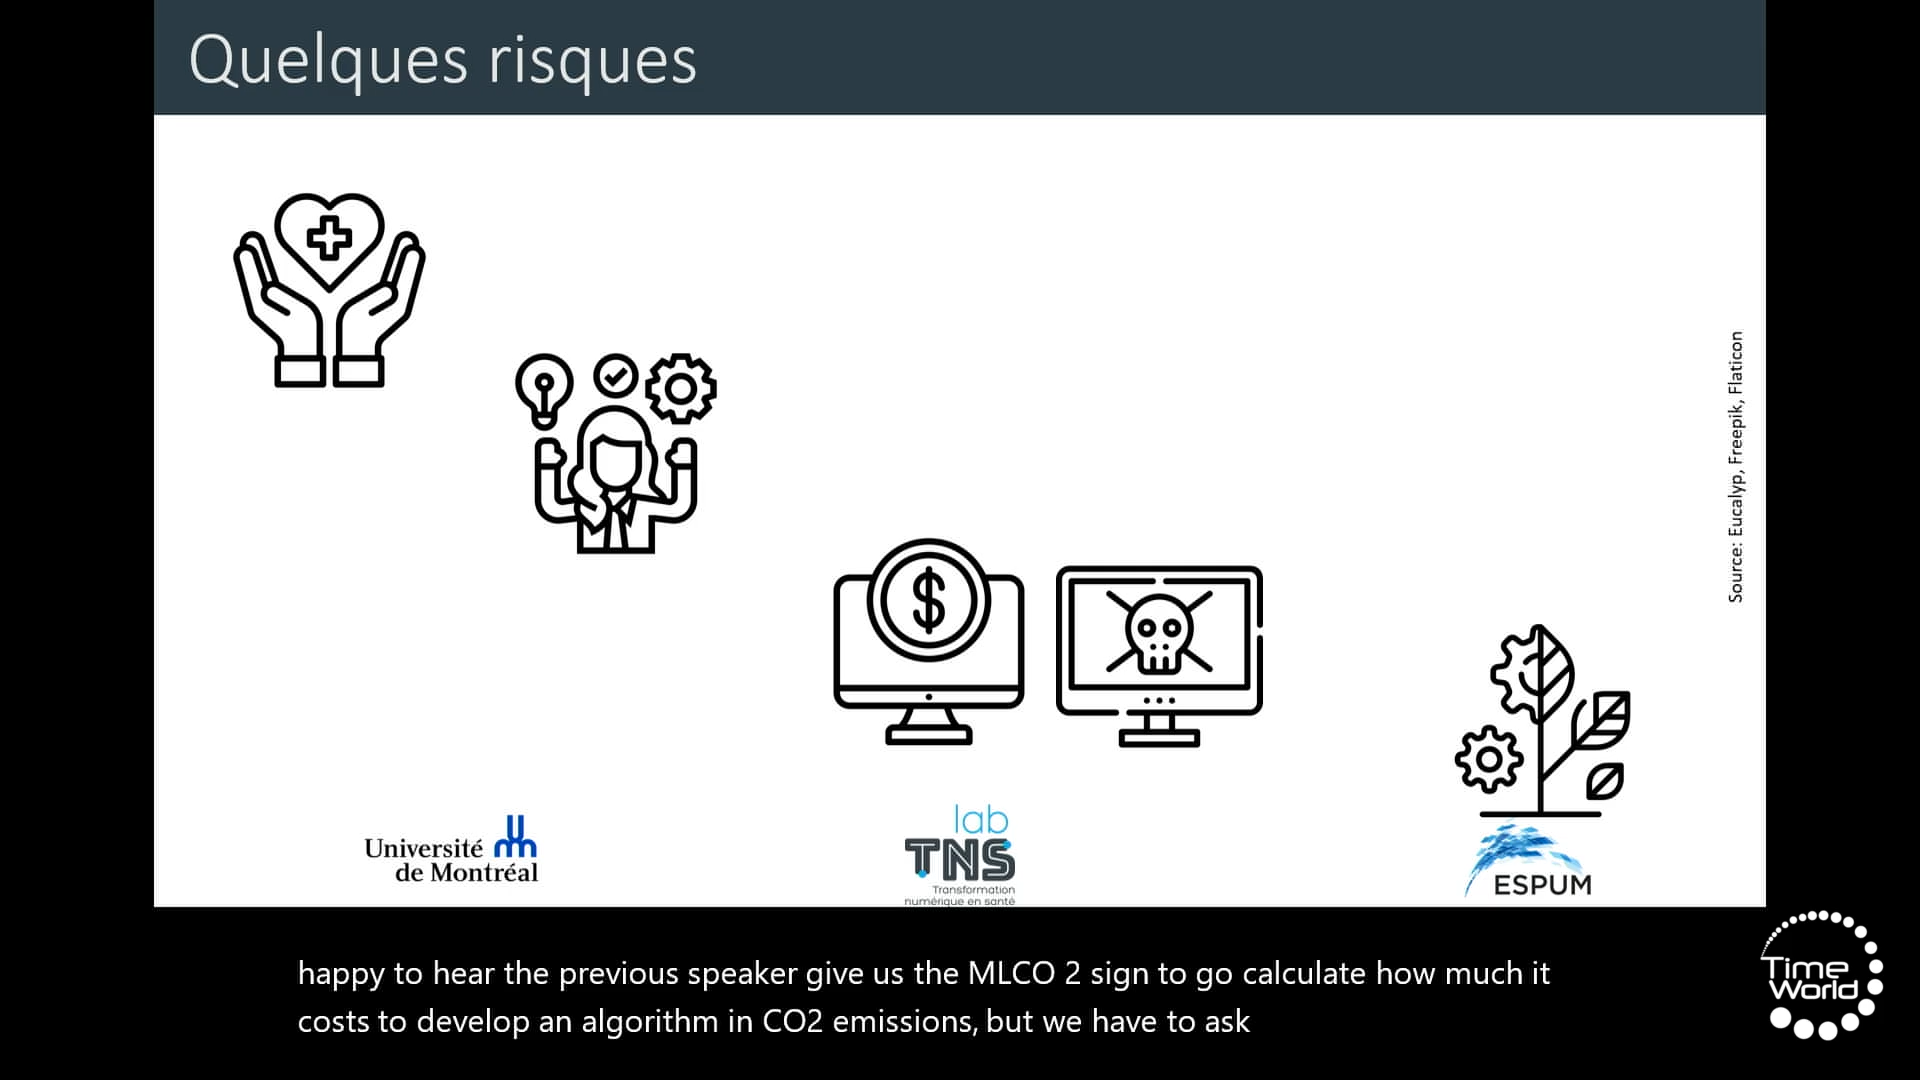 Quelques risques
$
Source: Eucalyp, Freepik, Flaticon
Université
de Montréal
lab
TNS
Transformation
numérique en santé
ESPUM
happy to hear the previous speaker give us the MLCO 2 sign to go calculate how much it
costs to develop an algorithm in CO2 emissions, but we have to ask
Time
World